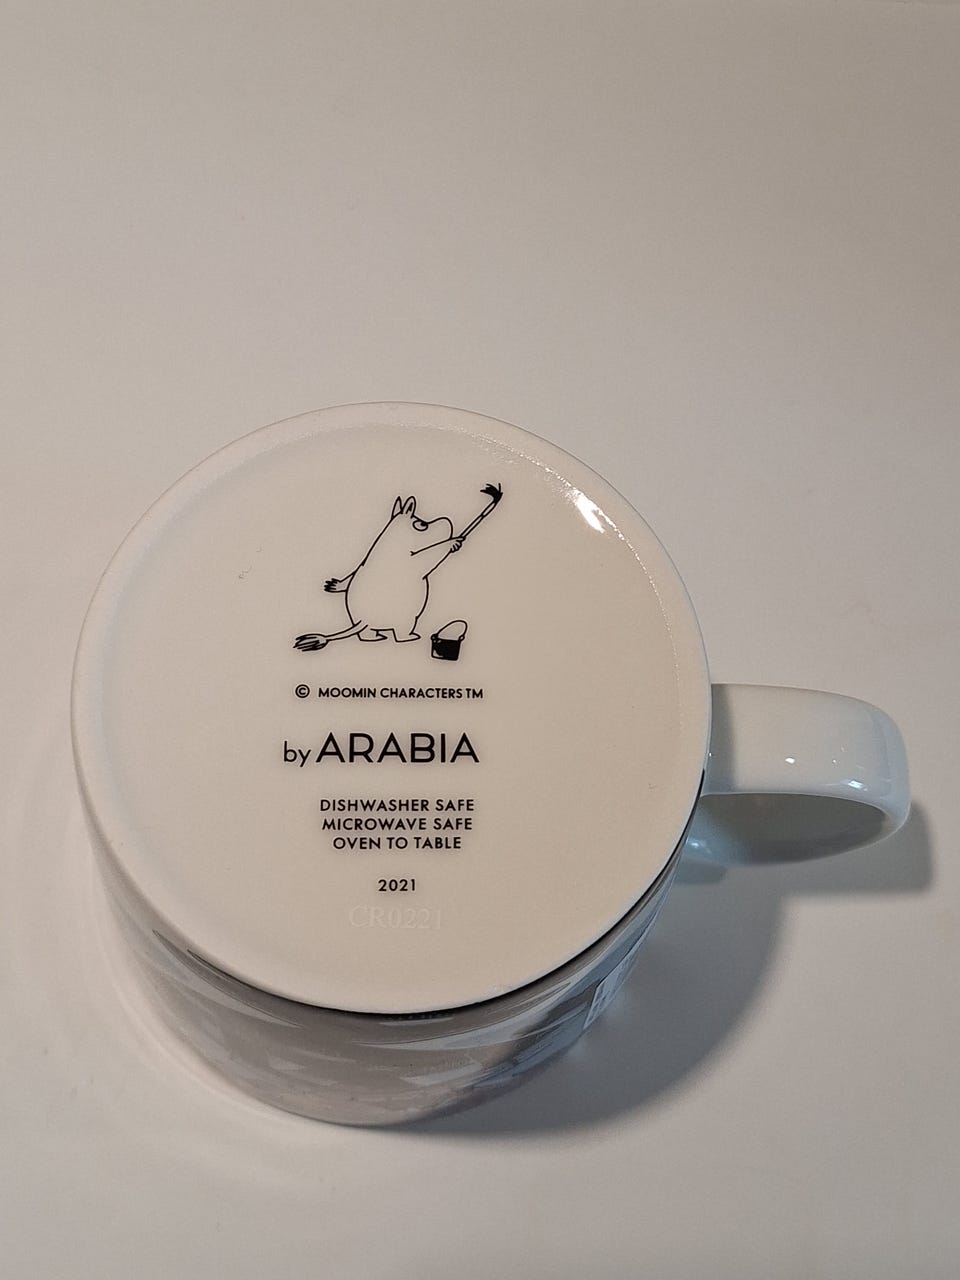 © MOOMIN CHARACTERS TM
by ARABIA
DISHWASHER SAFE
MICROWAVE SAFE
OVEN TO TABLE
2021
CR0221